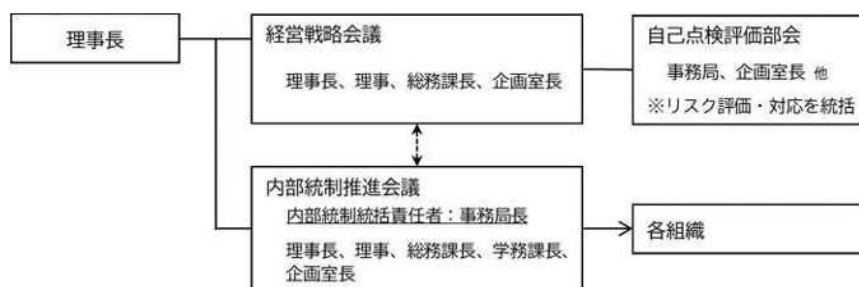 理事長
経営戦略会議
理事長、理事、総務課長、企画室長
自己点検評価部会
事務局、企画室長 他
※リスク評価・対応を統括
内部統制推進会議
内部統制統括責任者：事務局長
理事長、理事、総務課長、学務課長、
企画室長
各組織